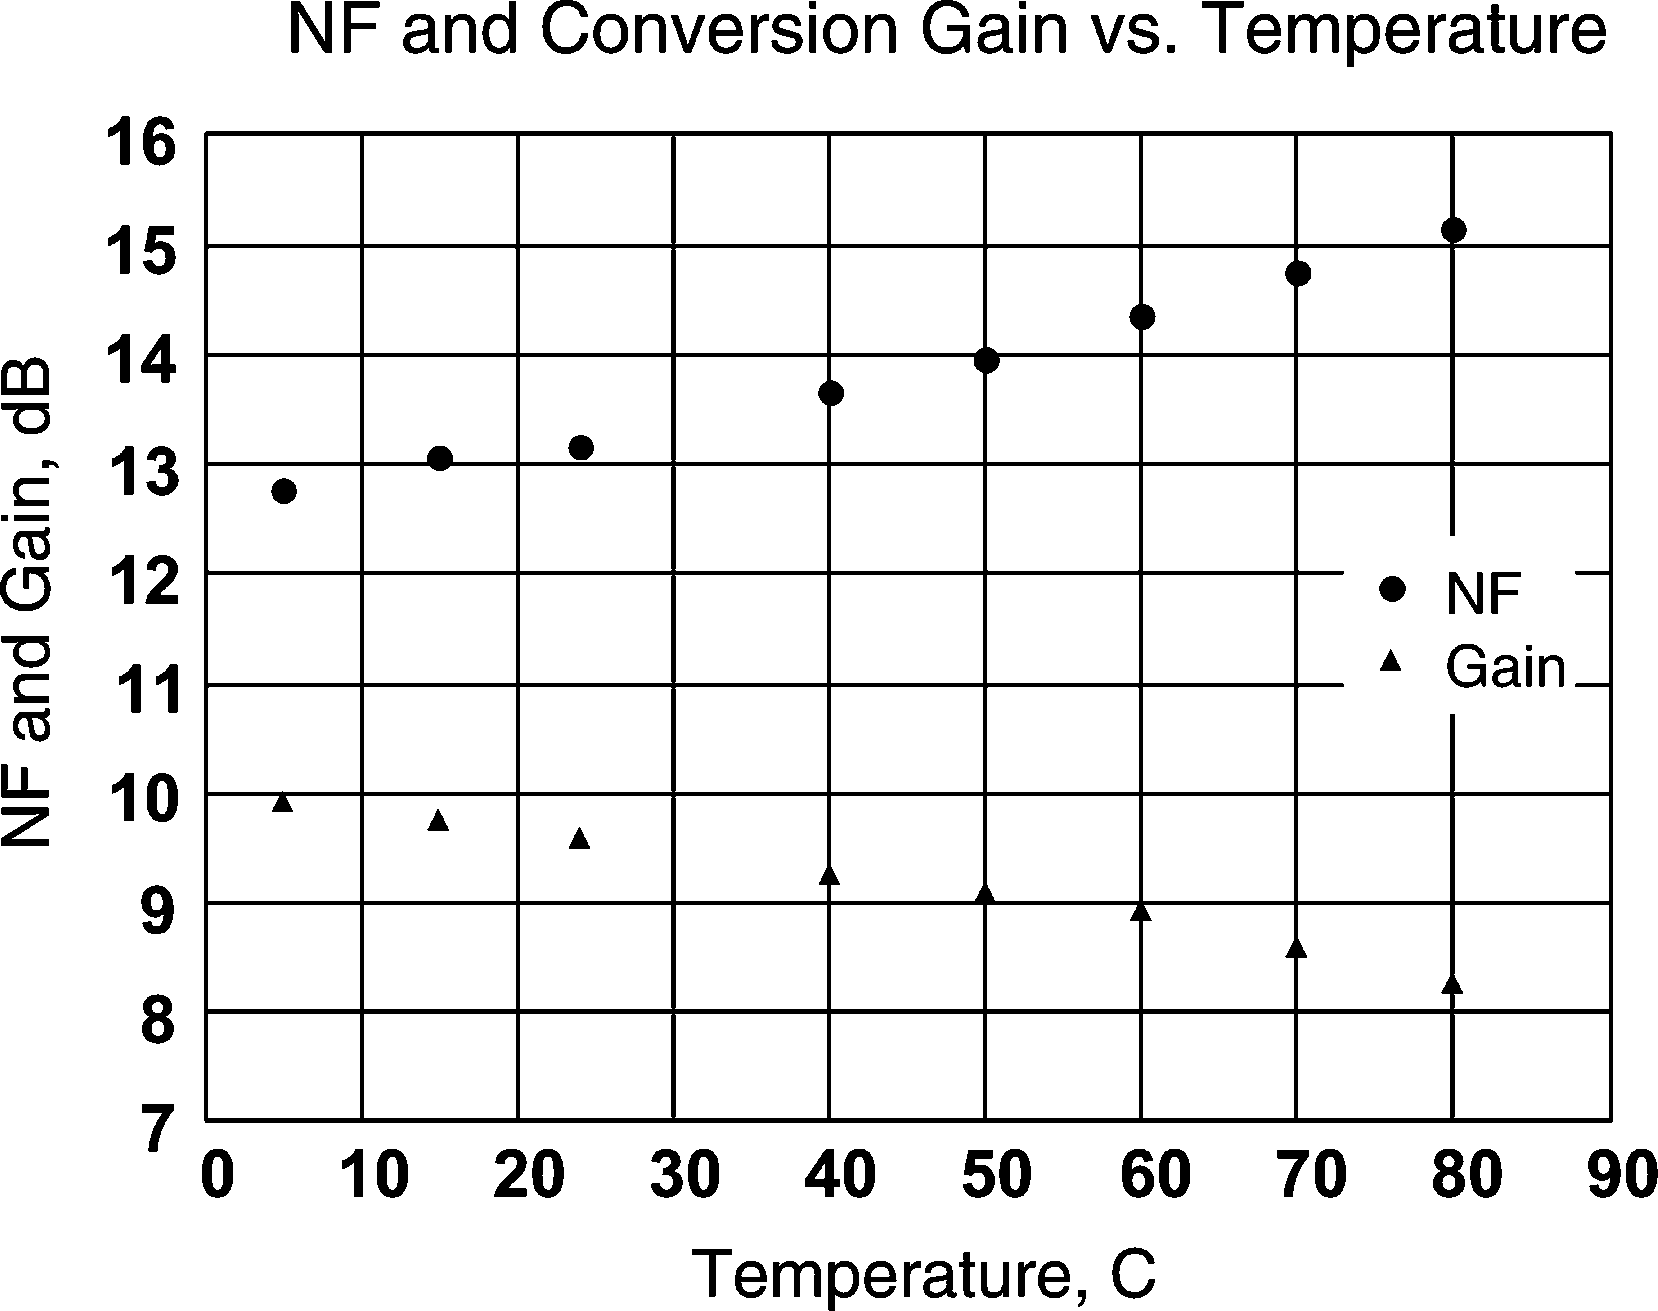 NF and Conversion Gain vs. Temperature
16
15
14
13
12
11
10
9
8
7
NF and Gain, dB
NF
Gain
0 10 20 30 40 50 60 70 80 90
Temperature, C